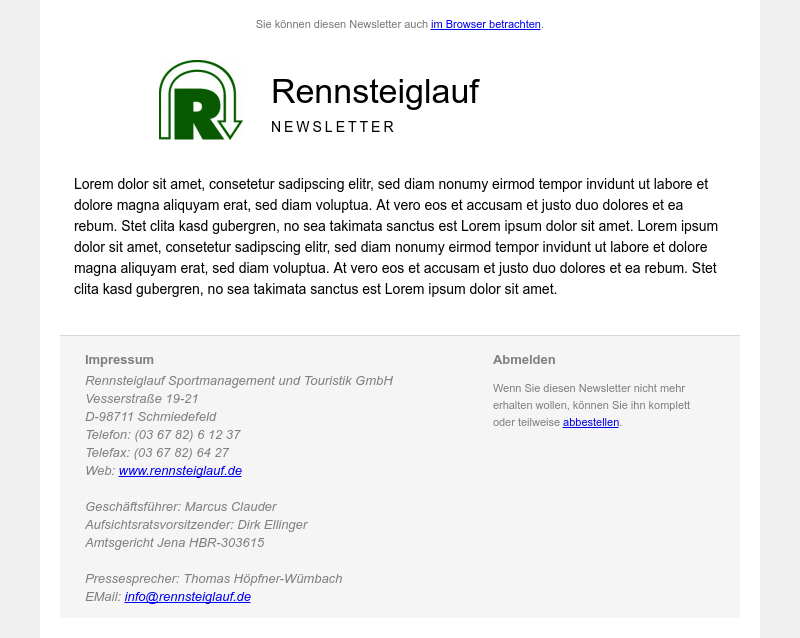 Sie können diesen Newsletter auch im Browser betrachten.
R
Rennsteiglauf
NEWSLETTER
Lorem dolor sit amet, consetetur sadipscing elitr, sed diam nonumy eirmod tempor invidunt ut labore et
dolore magna aliquyam erat, sed diam voluptua. At vero eos et accusam et justo duo dolores et ea
rebum. Stet clita kasd gubergren, no sea takimata sanctus est Lorem ipsum dolor sit amet. Lorem ipsum
dolor sit amet, consetetur sadipscing elitr, sed diam nonumy eirmod tempor invidunt ut labore et dolore
magna aliquyam erat, sed diam voluptua. At vero eos et accusam et justo duo dolores et ea rebum. Stet
clita kasd gubergren, no sea takimata sanctus est Lorem ipsum dolor sit amet.
Impressum
Rennsteiglauf Sportmanagement und Touristik GmbH
Vesserstraße 19-21
D-98711 Schmiedefeld
Telefon: (03 67 82) 6 12 37
Telefax: (03 67 82) 64 27
Web: www.rennsteiglauf.de
Geschäftsführer: Marcus Clauder
Aufsichtsratsvorsitzender: Dirk Ellinger
Amtsgericht Jena HBR-303615
Pressesprecher: Thomas Höpfner-Wümbach
EMail: info@rennsteiglauf.de
Abmelden
Wenn Sie diesen Newsletter nicht mehr
erhalten wollen, können Sie ihn komplett
oder teilweise abbestellen.